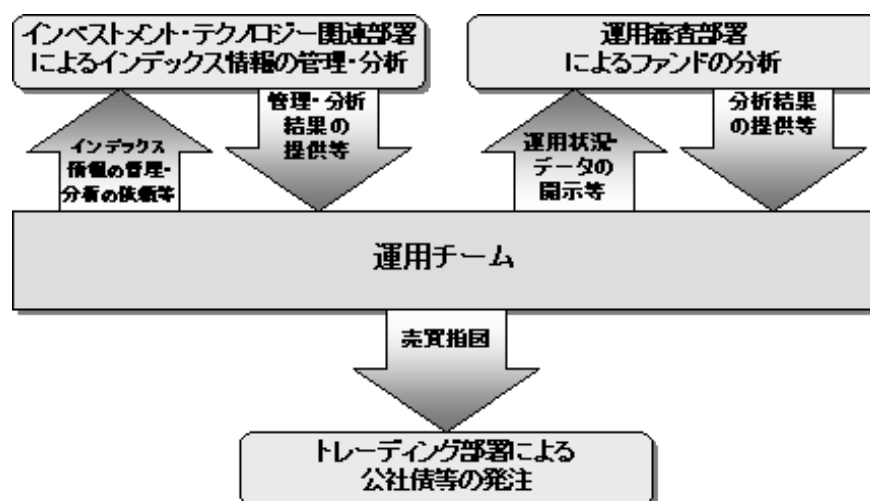 インベストメント・テクノロジー関連部署
によるインデックス情報の管理・分析
運用審査部署
によるファンドの分析
インデックス
情報の管理・
分析の依頼等
管理・分析
結果の
提供等
運用状況・
データの
開示等
分析結果
の提供等
運用チーム
売買指図
トレーディング部署による
公社債等の発注